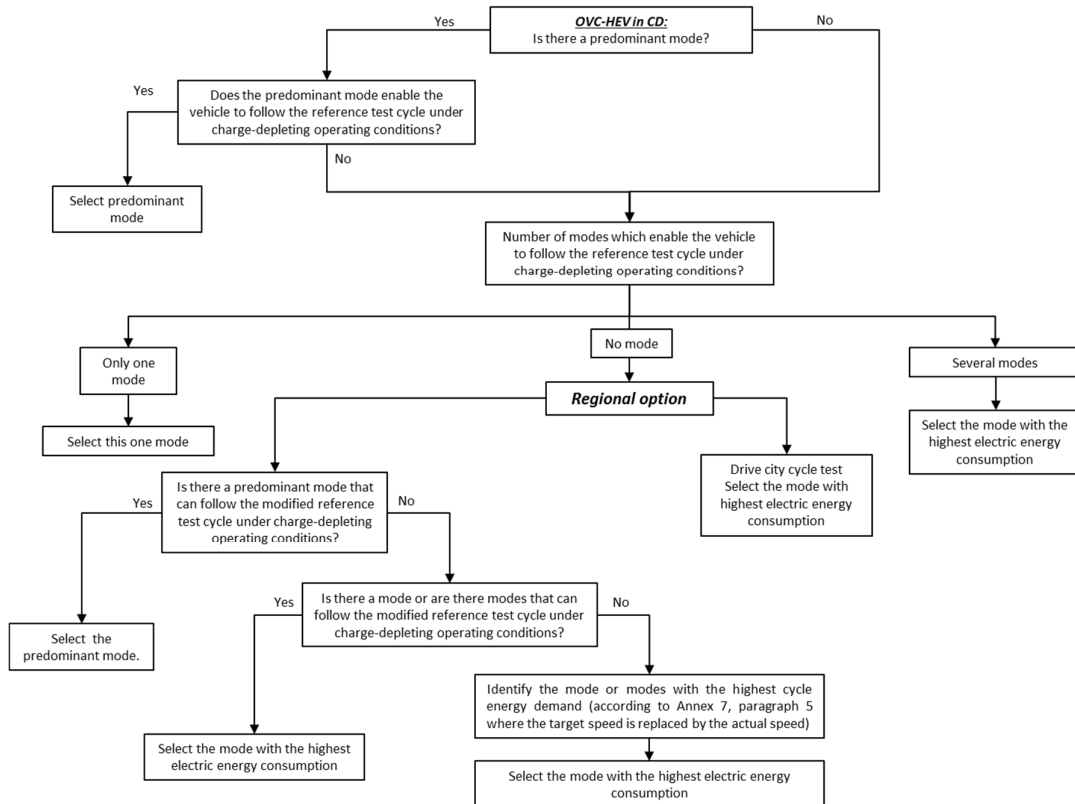 OVC-HEV in CD:
Is there a predominant mode?
Yes
No
Does the predominant mode enable the
vehicle to follow the reference test cycle under
charge-depleting operating conditions?
Yes
No
Select predominant
mode
Number of modes which enable the vehicle
to follow the reference test cycle under
charge-depleting operating conditions?
Only one
mode
No mode
Several modes
Select this one mode
Regional option
Select the mode with the
highest electric energy
consumption
Is there a predominant mode that
can follow the modified reference
test cycle under charge-depleting
operating conditions?
Yes
No
Drive city cycle test
Select the mode with
highest electric energy
consumption
Select the
predominant mode.
Is there a mode or are there modes that can
follow the modified reference test cycle under
charge-depleting operating conditions?
Yes
No
Select the mode with the highest
electric energy consumption
Identify the mode or modes with the highest cycle
energy demand (according to Annex 7, paragraph 5
where the target speed is replaced by the actual speed)
Select the mode with the highest electric energy
consumption